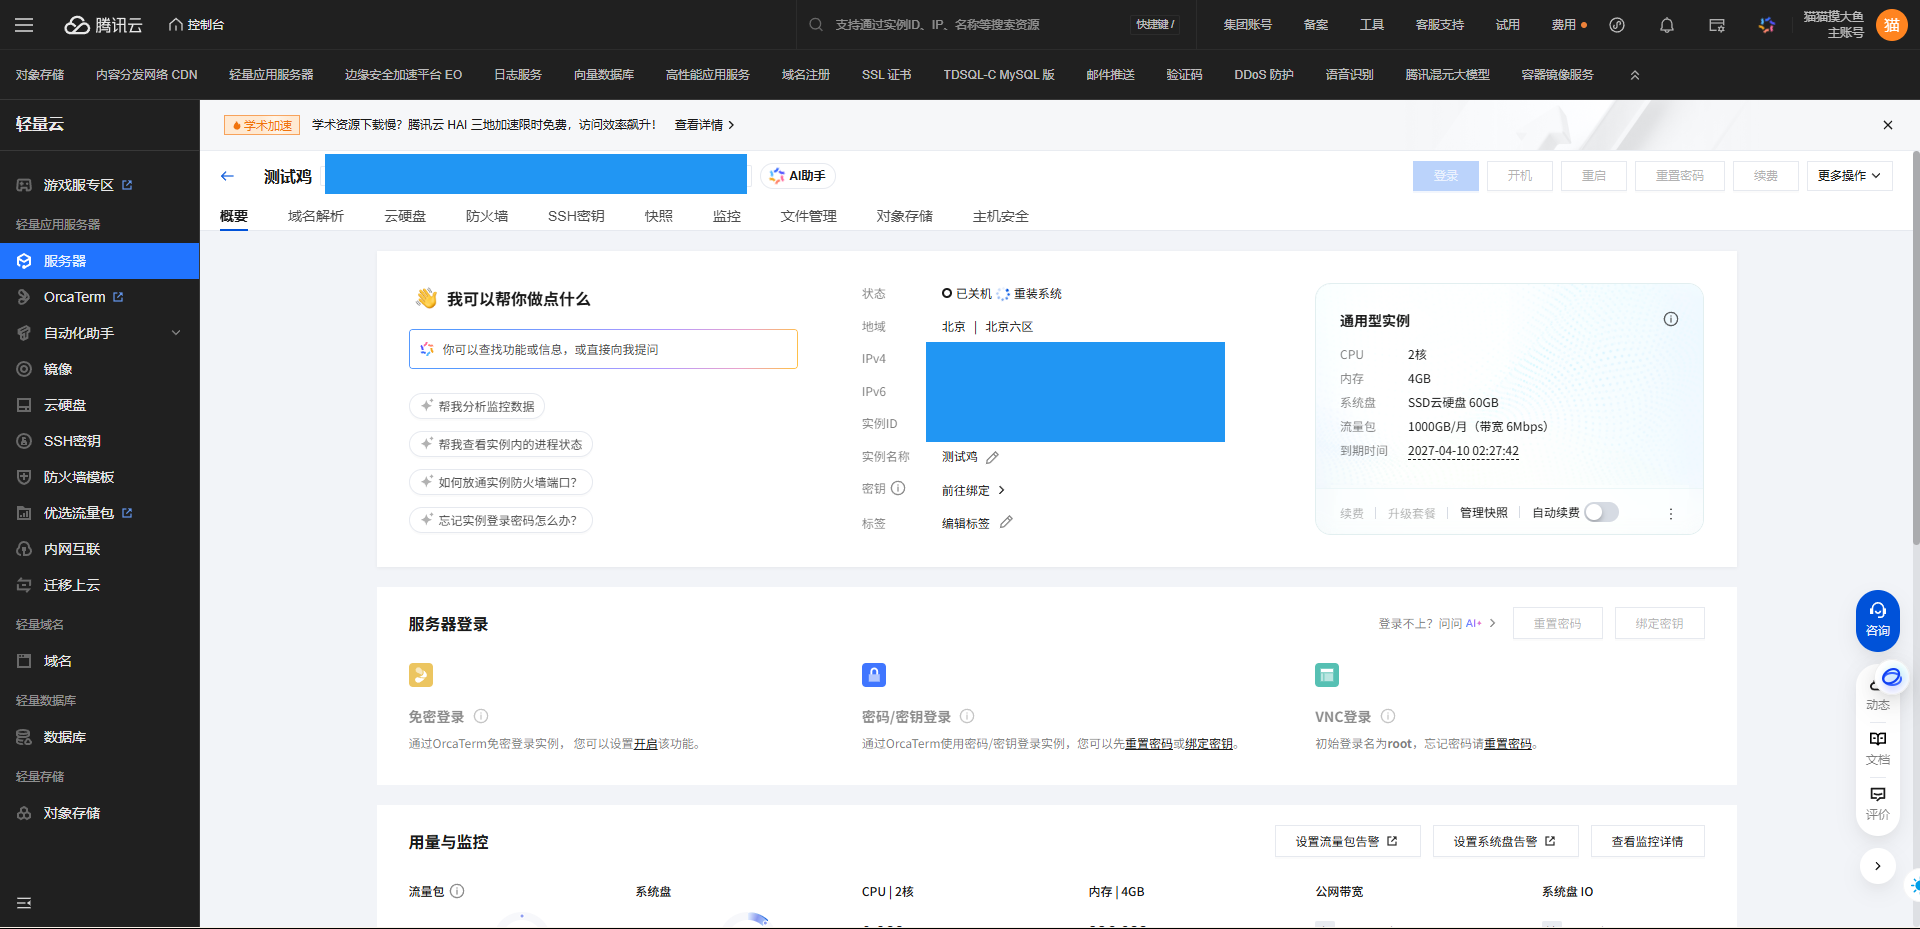 腾讯云
控制台
支持通过实例ID、IP、名称等搜索资源
快捷键 /
集团账号
备案
工具
客服支持
试用
费用
猫猫摸大鱼
主账号
猫
对象存储
内容分发网络 CDN
轻量应用服务器
边缘安全加速平台 EO
日志服务
向量数据库
高性能应用服务
域名注册
SSL 证书
TDSQL-C MySQL 版
邮件推送
验证码
DDoS 防护
语音识别
腾讯混元大模型
容器镜像服务
轻量云
游戏服专区
轻量应用服务器
服务器
OrcaTerm
自动化助手
镜像
云硬盘
SSH密钥
防火墙模板
优选流量包
内网互联
迁移上云
轻量域名
域名
轻量数据库
数据库
轻量存储
对象存储
学术加速
学术资源下载慢？腾讯云 HAI 三地加速限时免费，访问效率飙升！
查看详情
测试鸡
AI助手
登录
开机
重启
重置密码
续费
更多操作
概要
域名解析
云硬盘
防火墙
SSH密钥
快照
监控
文件管理
对象存储
主机安全
我可以帮你做点什么
你可以查找功能或信息，或直接向我提问
帮我分析监控数据
帮我查看实例内的进程状态
如何放通实例防火墙端口？
忘记实例登录密码怎么办？
状态
已关机 重装系统
地域
北京 | 北京六区
IPv4
IPv6
实例ID
实例名称
测试鸡
密钥
前往绑定
标签
编辑标签
通用型实例
CPU
2核
内存
4GB
系统盘
SSD云硬盘 60GB
流量包
1000GB/月（带宽 6Mbps）
到期时间
2027-04-10 02:27:42
续费
升级套餐
管理快照
自动续费
服务器登录
登录不上？问问 AI+
重置密码
绑定密钥
免密登录
通过OrcaTerm免密登录实例， 您可以设置开启该功能。
密码/密钥登录
通过OrcaTerm使用密码/密钥登录实例，您可以先重置密码或绑定密钥。
VNC登录
初始登录名为root，忘记密码请重置密码。
用量与监控
设置流量包告警
设置系统盘告警
查看监控详情
流量包
系统盘
CPU | 2核
内存 | 4GB
公网带宽
系统盘 IO
咨询
动态
文档
评价